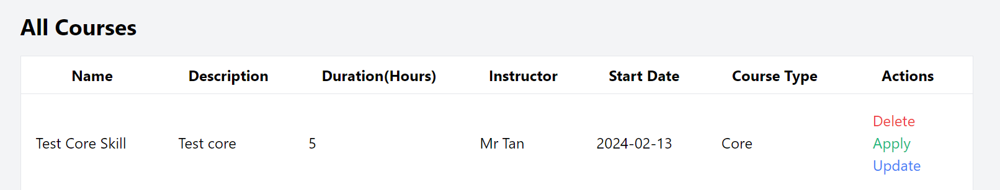 All Courses
Name Description Duration(Hours) Instructor Start Date Course Type Actions
Test Core Skill Test core 5 Mr Tan 2024-02-13 Core Delete
Apply
Update